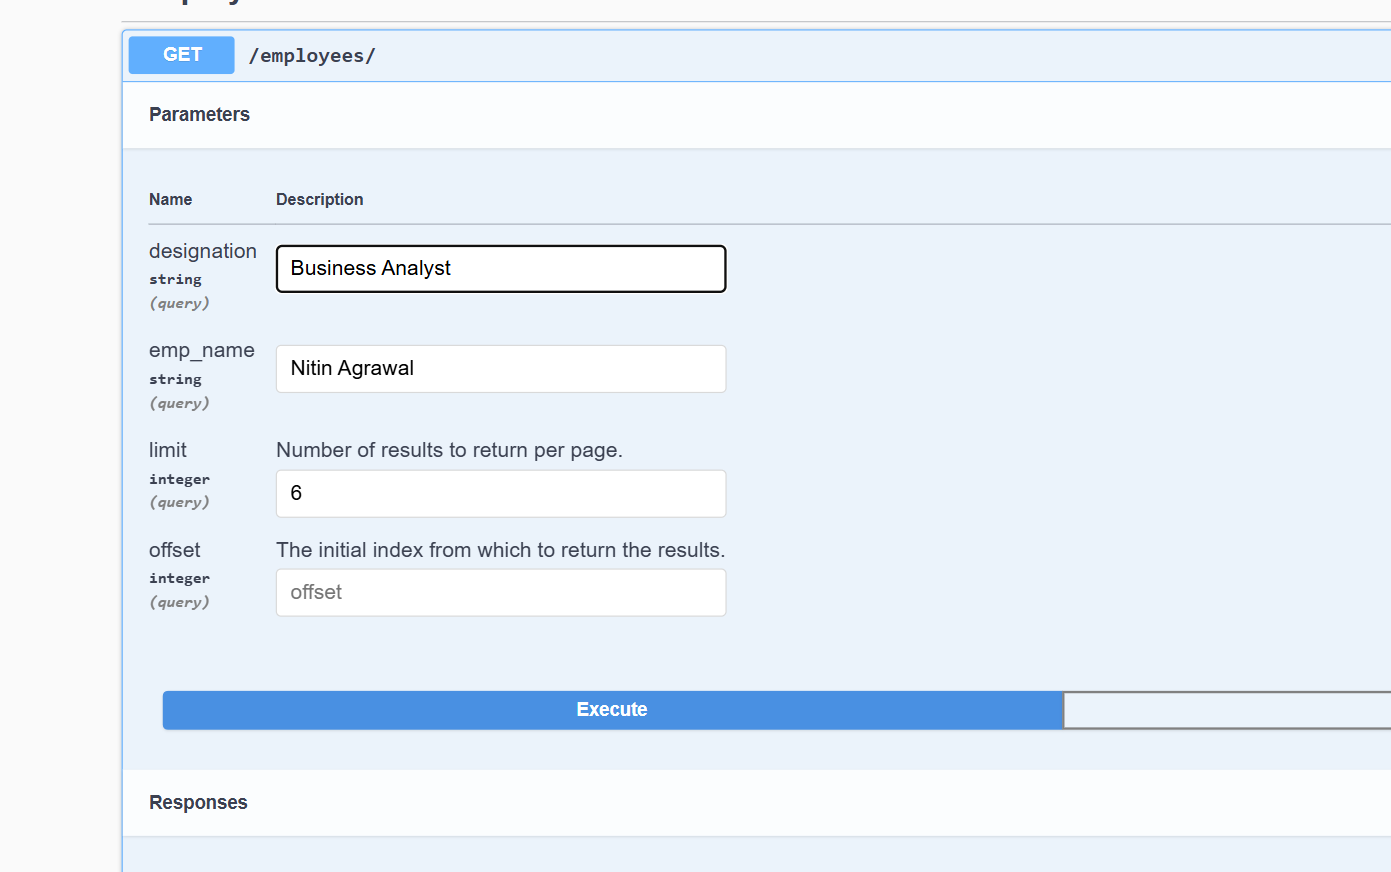 GET /employees/
Parameters
Name Description
designation
string
(query)
Business Analyst
emp_name
string
(query)
Nitin Agrawal
limit
integer
(query)
Number of results to return per page.
6
offset
integer
(query)
The initial index from which to return the results.
offset
Execute
Responses